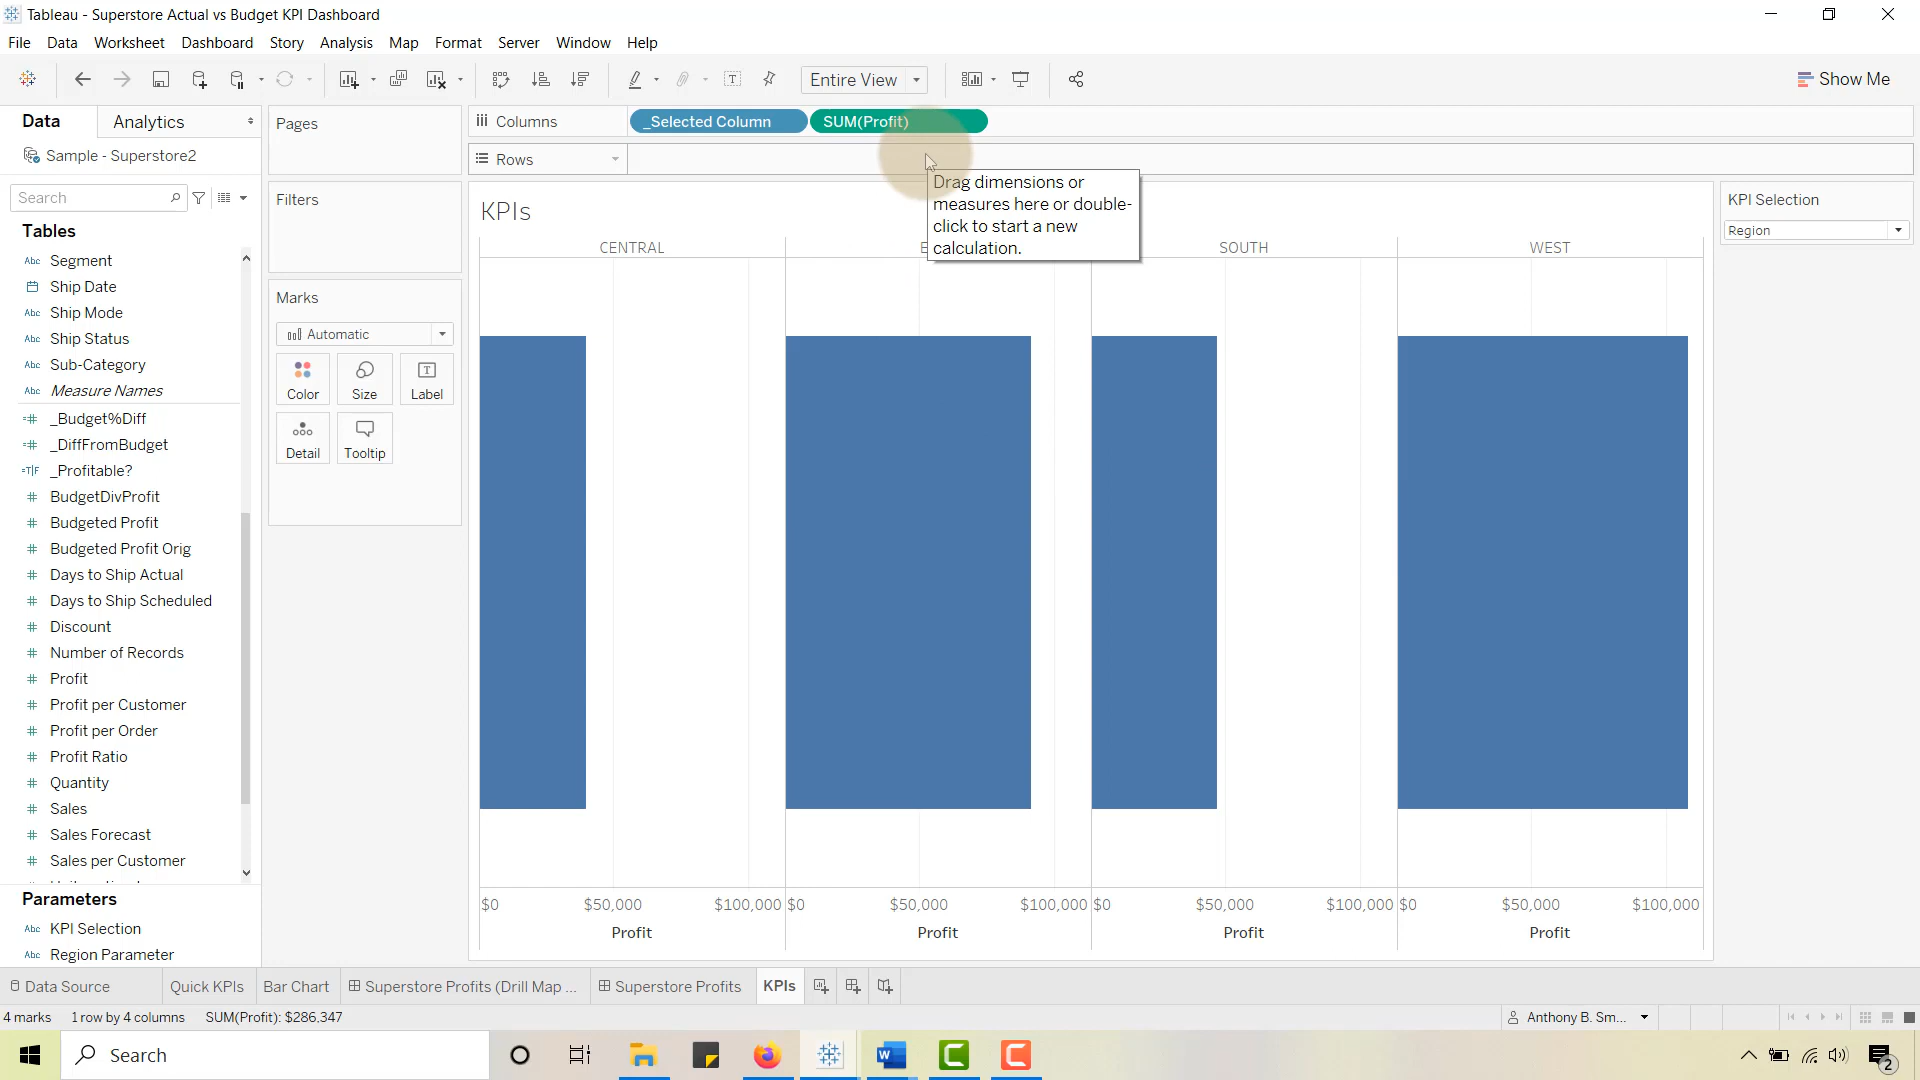 Tableau - Superstore Actual vs Budget KPI Dashboard
File Data Worksheet Dashboard Story Analysis Map Format Server Window Help
Entire View
Show Me
Data
Analytics
Sample - Superstore2
Search
Tables
Segment
Ship Date
Ship Mode
Ship Status
Sub-Category
Measure Names
_Budget%Diff
_DiffFromBudget
_Profitable?
BudgetDivProfit
Budgeted Profit
Budgeted Profit Orig
Days to Ship Actual
Days to Ship Scheduled
Discount
Number of Records
Profit
Profit per Customer
Profit per Order
Profit Ratio
Quantity
Sales
Sales Forecast
Sales per Customer
Parameters
KPI Selection
Region Parameter
Pages
Filters
Marks
Automatic
Color
Size
Label
Detail
Tooltip
Columns
_Selected Column
SUM(Profit)
Rows
Drag dimensions or
measures here or double-
click to start a new
calculation.
KPIs
CENTRAL
SOUTH
WEST
$0 $50,000 $100,000 $0 $50,000 $100,000 $0 $50,000 $100,000 $0 $50,000 $100,000
Profit Profit Profit Profit
KPI Selection
Region
Data Source
Quick KPIs
Bar Chart
Superstore Profits (Drill Map ...
Superstore Profits
KPIs
4 marks
1 row by 4 columns
SUM(Profit): $286,347
Anthony B. Sm...
Search
2